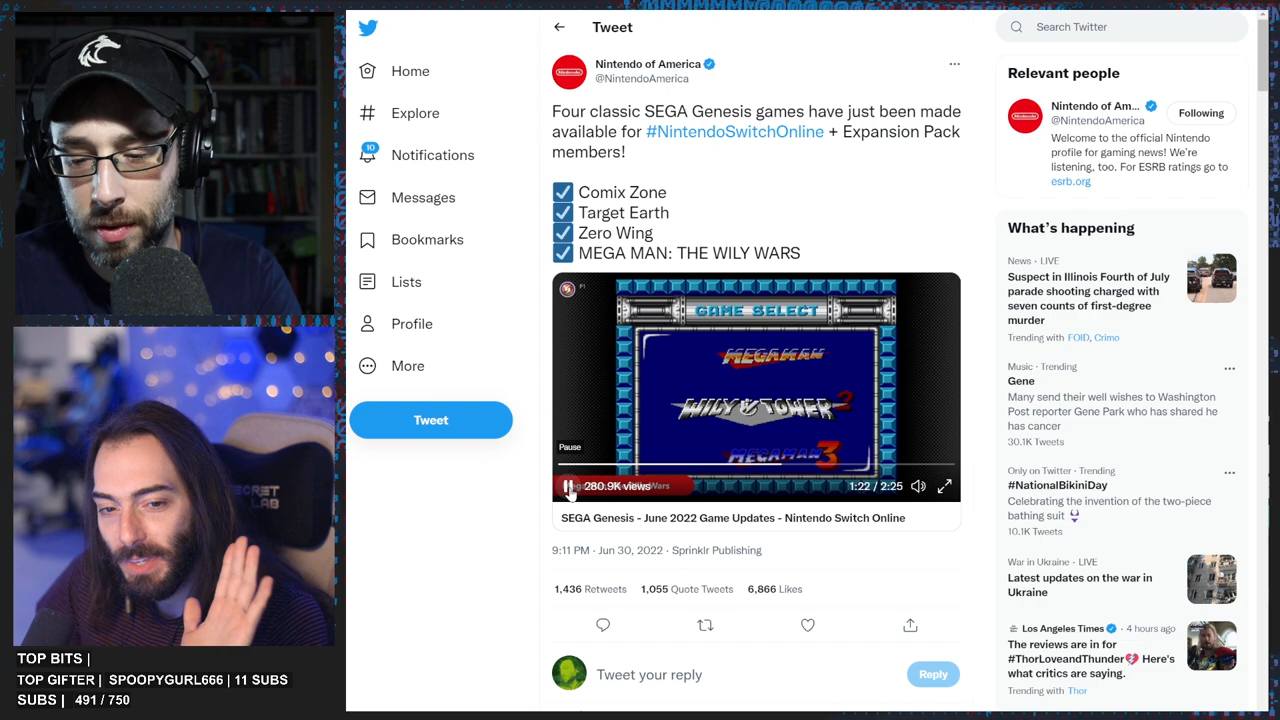 Home
Explore
10
Notifications
Messages
Bookmarks
Lists
Profile
More
Tweet
Tweet
Nintendo of America
@NintendoAmerica
Four classic SEGA Genesis games have just been made
available for #NintendoSwitchOnline + Expansion Pack
members!
Comix Zone
Target Earth
Zero Wing
MEGA MAN: THE WILY WARS
GAME SELECT
MEGAMAN
WILY TOWER
2
MEGAMAN 3
Pause
280.9K views
1:22 / 2:25
SEGA Genesis - June 2022 Game Updates - Nintendo Switch Online
9:11 PM · Jun 30, 2022 · Sprinklr Publishing
1,436 Retweets 1,055 Quote Tweets 6,866 Likes
Tweet your reply
Reply
Search Twitter
Relevant people
Nintendo of Am...
@NintendoAmerica
Following
Welcome to the official Nintendo
profile for gaming news! We're
listening, too. For ESRB ratings go to
esrb.org
What's happening
News · LIVE
Suspect in Illinois Fourth of July
parade shooting charged with
seven counts of first-degree
murder
Trending with FOID, Crimo
Music · Trending
Gene
Many send their well wishes to Washington
Post reporter Gene Park who has shared he
has cancer
30.1K Tweets
Only on Twitter · Trending
#NationalBikiniDay
Celebrating the invention of the two-piece
bathing suit
10.1K Tweets
War in Ukraine · LIVE
Latest updates on the war in
Ukraine
Los Angeles Times · 4 hours ago
The reviews are in for
#ThorLoveandThunder Here's
what critics are saying.
Trending with Thor
SECRET
LAB
TOP BITS |
TOP GIFTER | SPOOPYGURL666 | 11 SUBS
SUBS | 491 / 750